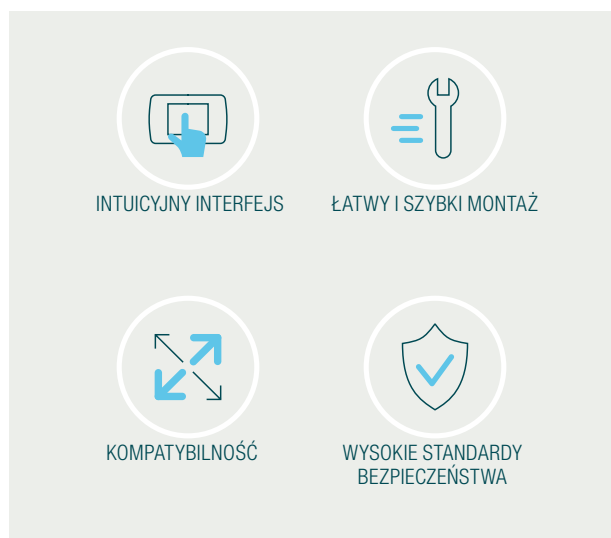 INTUICYJNY INTERFEJS
ŁATWY I SZYBKI MONTAŻ
KOMPATYBILNOŚĆ
WYSOKIE STANDARDY
BEZPIECZEŃSTWA